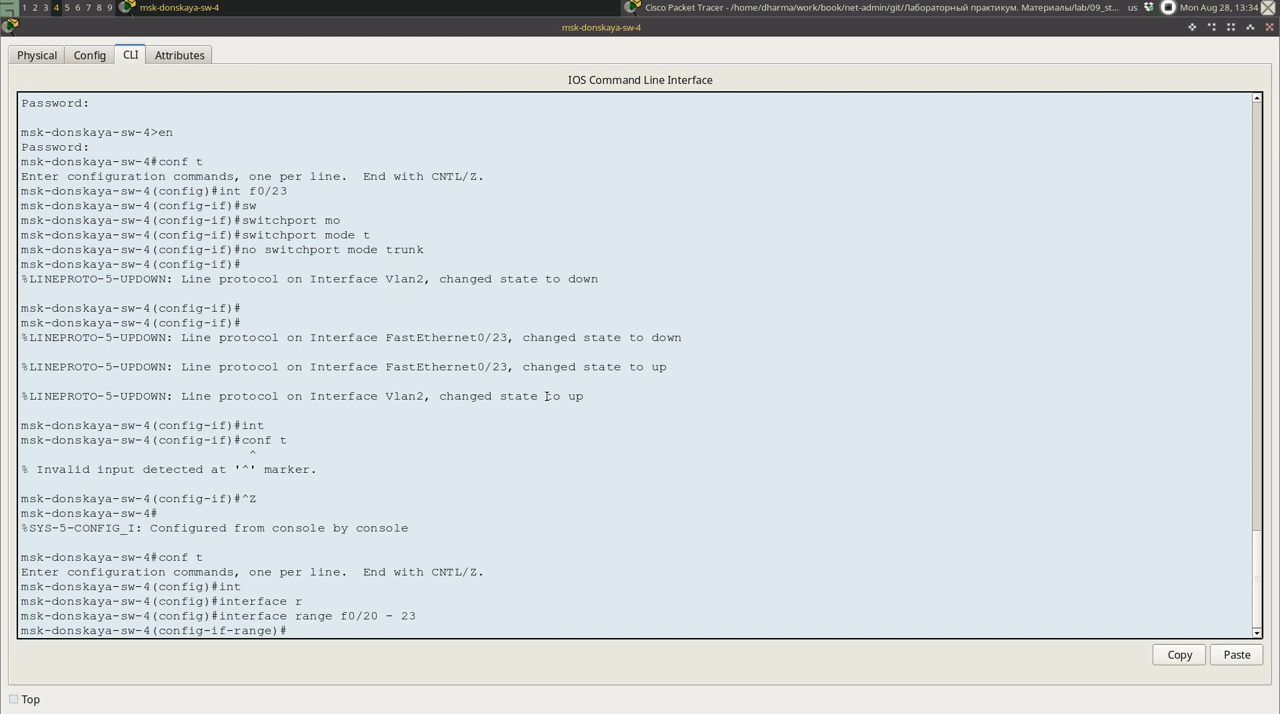 1 2 3 4 5 6 7 8 9 msk-donskaya-sw-4 Cisco Packet Tracer - /home/dharma/work/book/net-admin/git/Лабораторный практикум. Материалы/lab/09_st... us Mon Aug 28, 13:34
msk-donskaya-sw-4
Physical Config CLI Attributes
IOS Command Line Interface
Password:
msk-donskaya-sw-4>en
Password:
msk-donskaya-sw-4#conf t
Enter configuration commands, one per line.  End with CNTL/Z.
msk-donskaya-sw-4(config)#int f0/23
msk-donskaya-sw-4(config-if)#sw
msk-donskaya-sw-4(config-if)#switchport mo
msk-donskaya-sw-4(config-if)#switchport mode t
msk-donskaya-sw-4(config-if)#no switchport mode trunk
msk-donskaya-sw-4(config-if)#
%LINEPROTO-5-UPDOWN: Line protocol on Interface Vlan2, changed state to down
msk-donskaya-sw-4(config-if)#
msk-donskaya-sw-4(config-if)#
%LINEPROTO-5-UPDOWN: Line protocol on Interface FastEthernet0/23, changed state to down
%LINEPROTO-5-UPDOWN: Line protocol on Interface FastEthernet0/23, changed state to up
%LINEPROTO-5-UPDOWN: Line protocol on Interface Vlan2, changed state to up
msk-donskaya-sw-4(config-if)#int
msk-donskaya-sw-4(config-if)#conf t
^
% Invalid input detected at '^' marker.
msk-donskaya-sw-4(config-if)#^Z
msk-donskaya-sw-4#
%SYS-5-CONFIG_I: Configured from console by console
msk-donskaya-sw-4#conf t
Enter configuration commands, one per line.  End with CNTL/Z.
msk-donskaya-sw-4(config)#int
msk-donskaya-sw-4(config)#interface r
msk-donskaya-sw-4(config)#interface range f0/20 - 23
msk-donskaya-sw-4(config-if-range)#
Copy Paste
Top